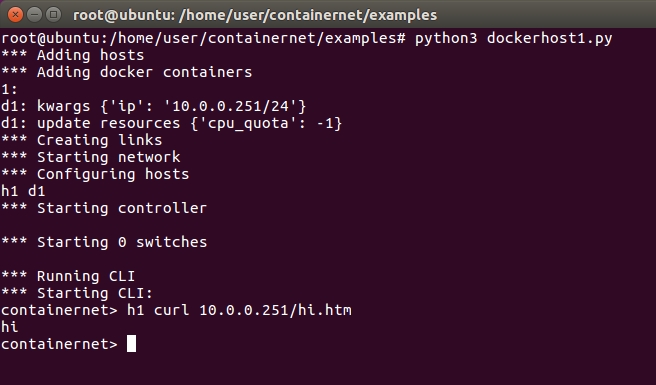 root@ubuntu: /home/user/containernet/examples
root@ubuntu:/home/user/containernet/examples# python3 dockerhost1.py
*** Adding hosts
*** Adding docker containers
1:
d1: kwargs {'ip': '10.0.0.251/24'}
d1: update resources {'cpu_quota': -1}
*** Creating links
*** Starting network
*** Configuring hosts
h1 d1
*** Starting controller
*** Starting 0 switches
*** Running CLI
*** Starting CLI:
containernet> h1 curl 10.0.0.251/hi.htm
hi
containernet>